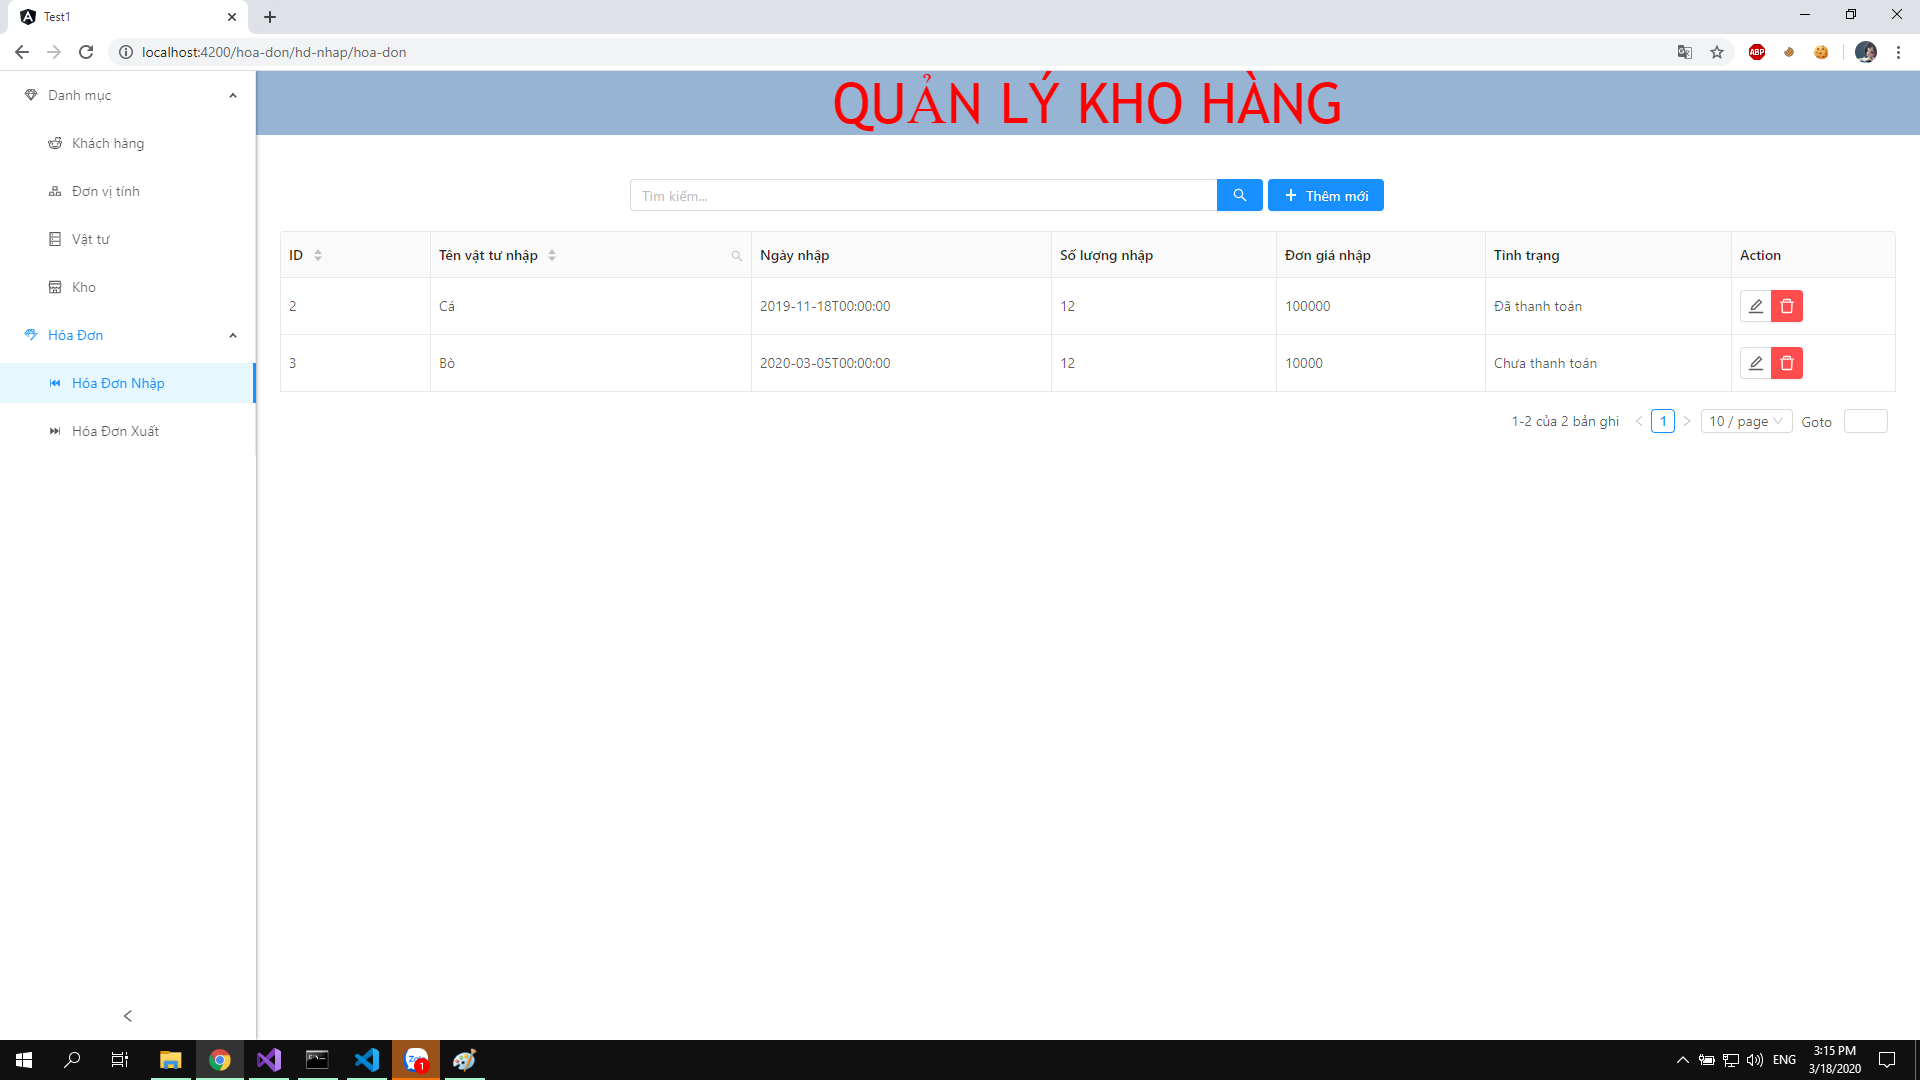 Test1
localhost:4200/hoa-don/hd-nhap/hoa-don
ABP
Danh mục
QUẢN LÝ KHO HÀNG
Khách hàng
Đơn vị tính
Tìm kiếm...
Thêm mới
Vật tư
ID Tên vật tư nhập Ngày nhập Số lượng nhập Đơn giá nhập Tình trạng Action
Kho
2 Cá 2019-11-18T00:00:00 12 100000 Đã thanh toán
Hóa Đơn
3 Bò 2020-03-05T00:00:00 12 10000 Chưa thanh toán
Hóa Đơn Nhập
1-2 của 2 bản ghi 1 10 / page Goto
Hóa Đơn Xuất
1
ENG
3:15 PM
3/18/2020